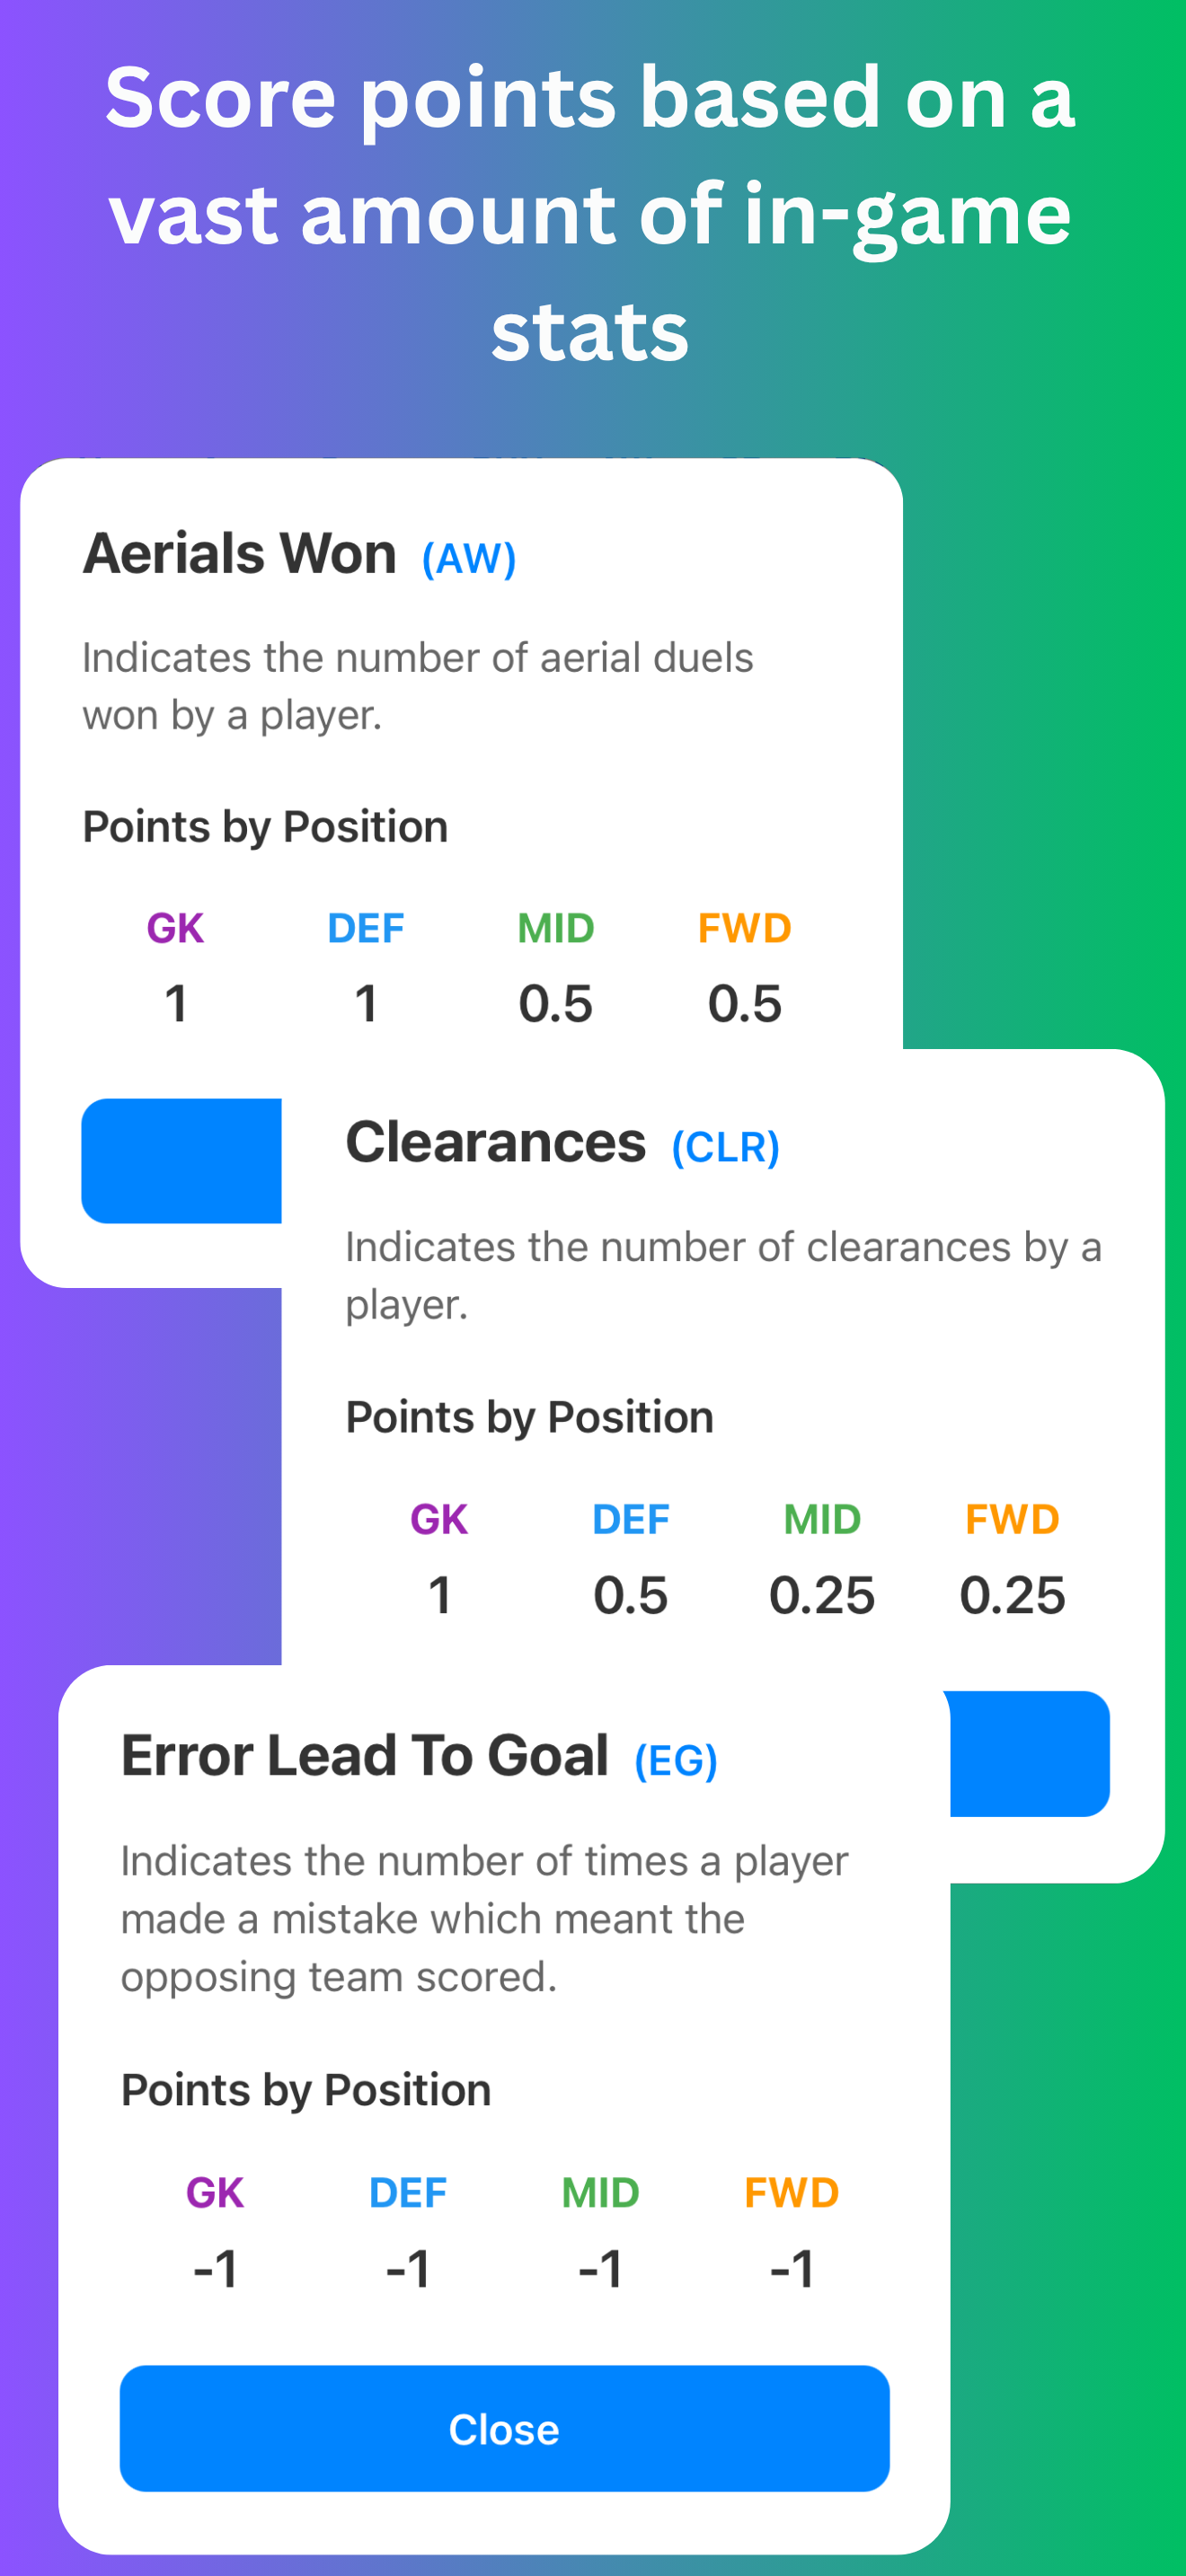 Score points based on a
vast amount of in-game
stats
Aerials Won (AW)
Indicates the number of aerial duels
won by a player.
Points by Position
GK DEF MID FWD
1 1 0.5 0.5
Clearances (CLR)
Indicates the number of clearances by a
player.
Points by Position
GK DEF MID FWD
1 0.5 0.25 0.25
Error Lead To Goal (EG)
Indicates the number of times a player
made a mistake which meant the
opposing team scored.
Points by Position
GK DEF MID FWD
-1 -1 -1 -1
Close